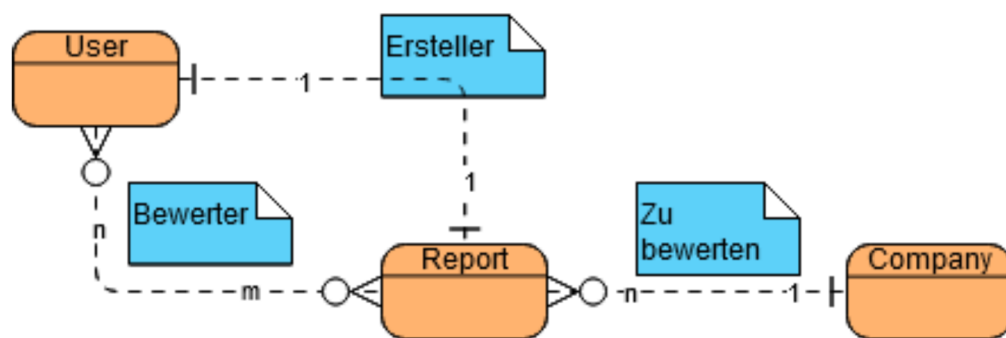 User
Ersteller
1
1
n
Bewerter
m
Report
Zu
bewerten
n
1
Company